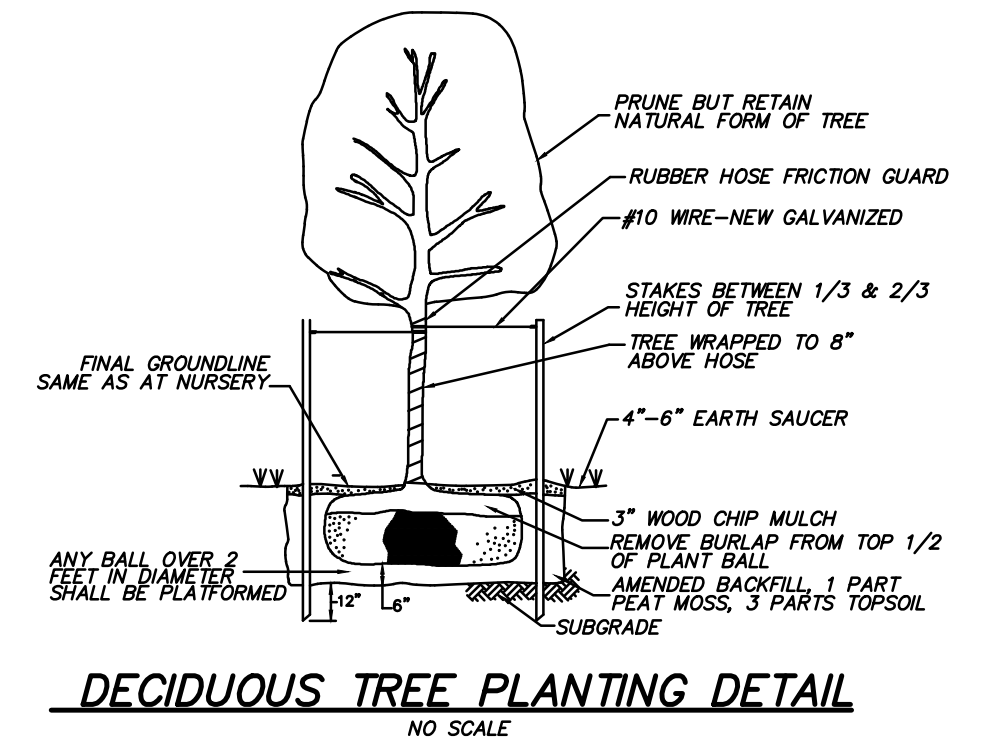 PRUNE BUT RETAIN
NATURAL FORM OF TREE
RUBBER HOSE FRICTION GUARD
#10 WIRE-NEW GALVANIZED
STAKES BETWEEN 1/3 & 2/3
HEIGHT OF TREE
TREE WRAPPED TO 8"
ABOVE HOSE
FINAL GROUNDLINE
SAME AS AT NURSERY
4"-6" EARTH SAUCER
3" WOOD CHIP MULCH
REMOVE BURLAP FROM TOP 1/2
OF PLANT BALL
ANY BALL OVER 2
FEET IN DIAMETER
SHALL BE PLATFORMED
AMENDED BACKFILL, 1 PART
PEAT MOSS, 3 PARTS TOPSOIL
12"
6"
SUBGRADE
DECIDUOUS TREE PLANTING DETAIL
NO SCALE